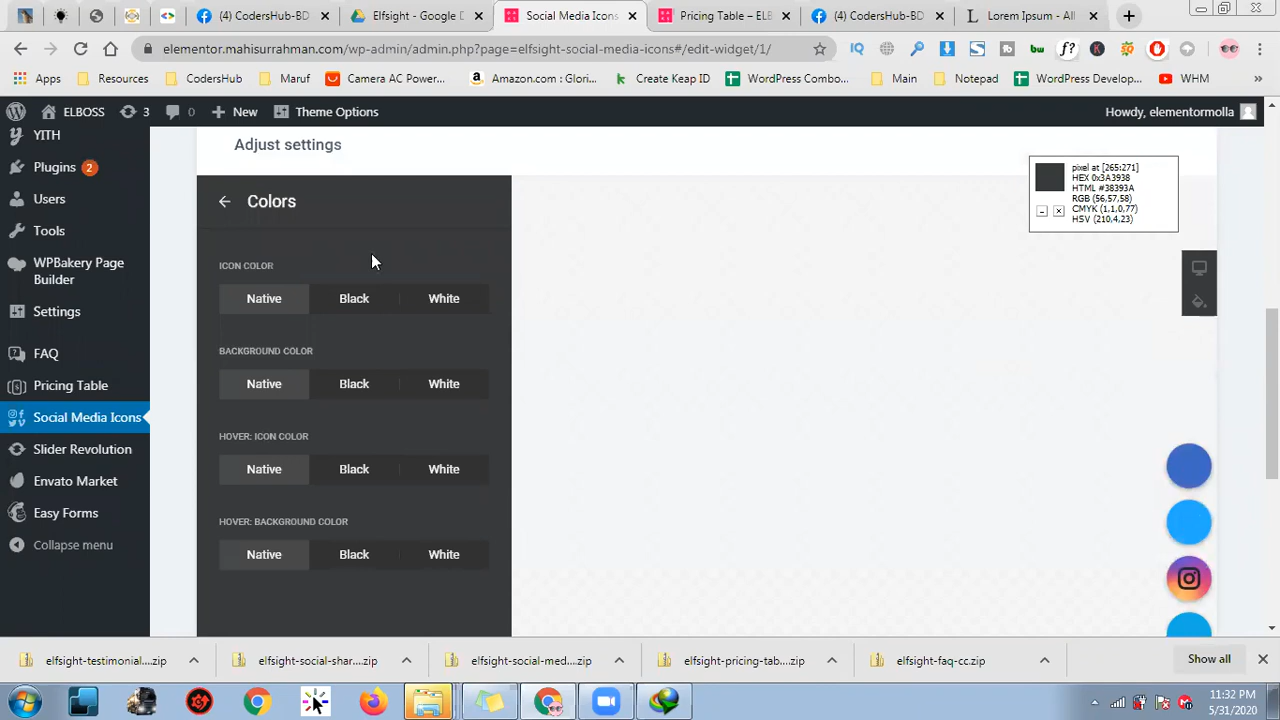 (4) CodersHub-BD
Elfsight - Google D
Social Media Icons
Pricing Table – ELB
(4) CodersHub-BD
Lorem Ipsum - All
elementor.mahisurrahman.com/wp-admin/admin.php?page=elfsight-social-media-icons#/edit-widget/1/
Apps
Resources
CodersHub
Maruf
Camera AC Powe...
Amazon.com : Glori...
Create Keap ID
WordPress Combo...
Main
Notepad
WordPress Develop...
WHM
ELBOSS
3
0
New
Theme Options
Howdy, elementormolla
YITH
Plugins 2
Users
Tools
WPBakery Page
Builder
Settings
FAQ
Pricing Table
Social Media Icons
Slider Revolution
Envato Market
Easy Forms
Collapse menu
Adjust settings
Colors
ICON COLOR
Native Black White
BACKGROUND COLOR
Native Black White
HOVER: ICON COLOR
Native Black White
HOVER: BACKGROUND COLOR
Native Black White
pixel at [265:271]
HEX 0x3A3938
HTML #38393A
RGB (56,57,58)
CMYK (1,1,0,77)
HSV (210,4,23)
elfsight-testimonial....zip
elfsight-social-shar....zip
elfsight-social-med....zip
elfsight-pricing-tab....zip
elfsight-faq-cc.zip
Show all
11:32 PM
5/31/2020